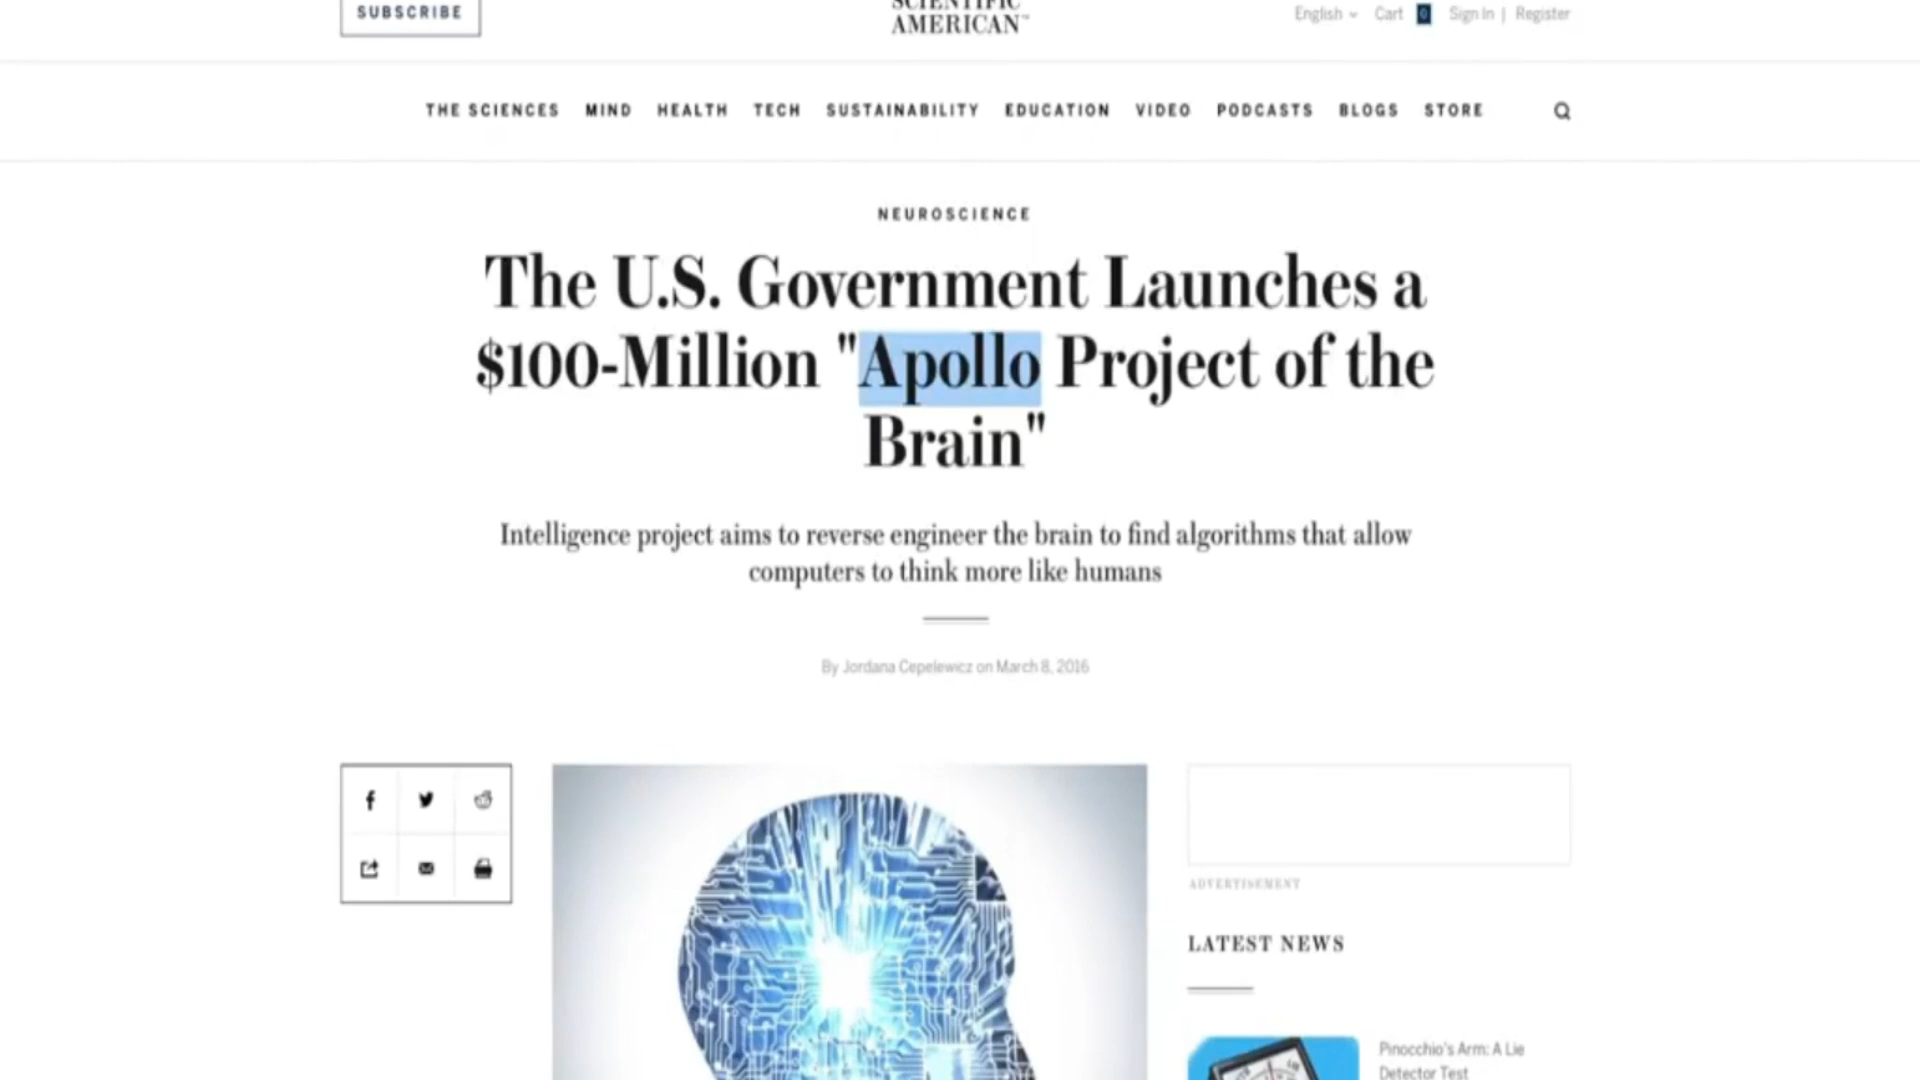 SUBSCRIBE
SCIENTIFIC
AMERICAN™
English
Cart 0
Sign In | Register
THE SCIENCES MIND HEALTH TECH SUSTAINABILITY EDUCATION VIDEO PODCASTS BLOGS STORE
NEUROSCIENCE
The U.S. Government Launches a
$100-Million "Apollo Project of the
Brain"
Intelligence project aims to reverse engineer the brain to find algorithms that allow
computers to think more like humans
By Jordana Cepelewicz on March 8, 2016
ADVERTISEMENT
LATEST NEWS
Pinocchio's Arm: A Lie
Detector Test